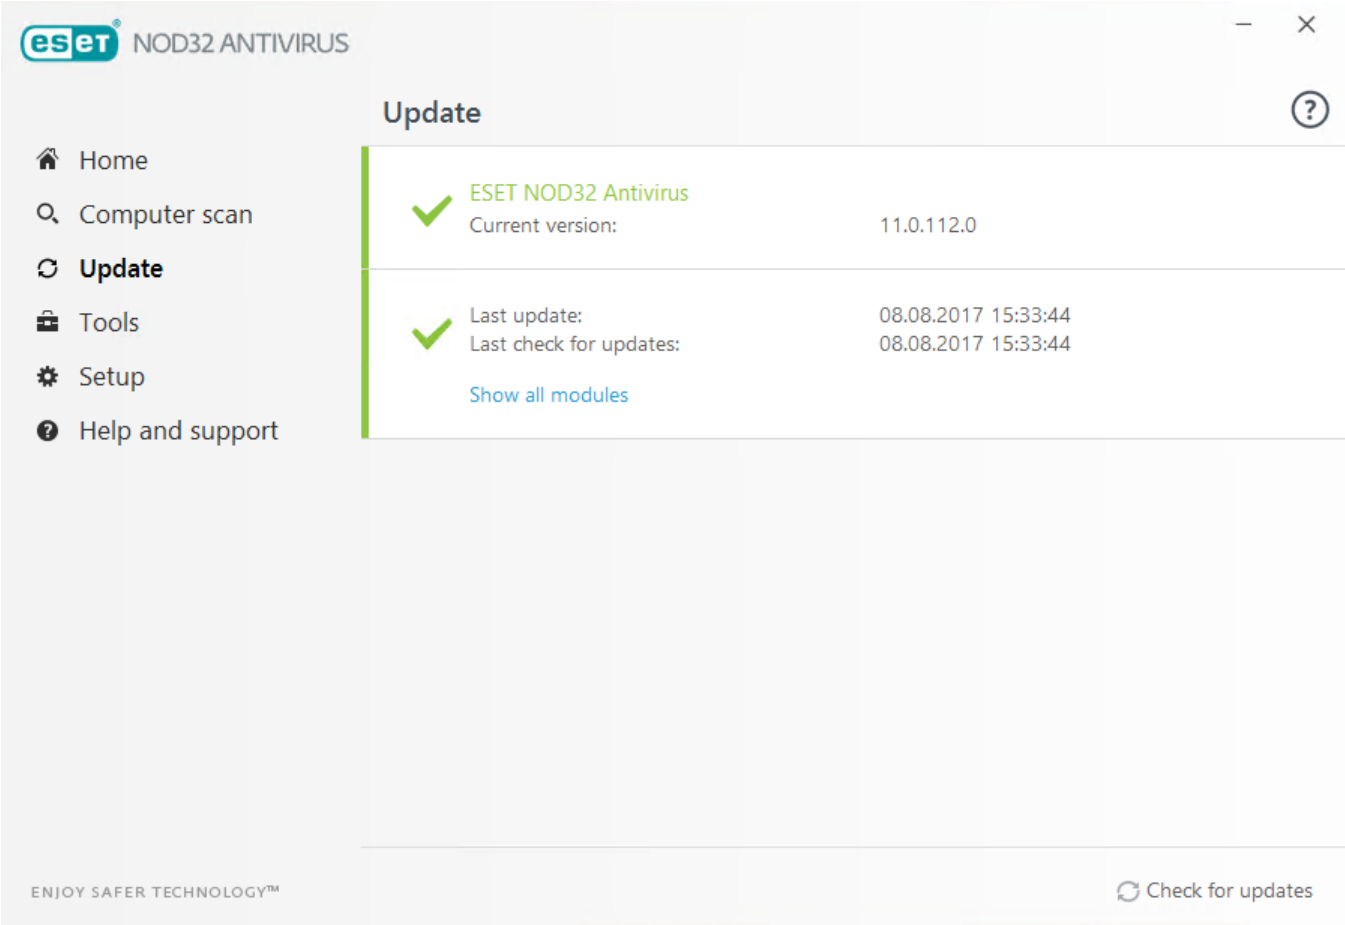 eset® NOD32 ANTIVIRUS
Update
?
Home
Computer scan
Update
Tools
Setup
? Help and support
ESET NOD32 Antivirus
Current version: 11.0.112.0
Last update: 08.08.2017 15:33:44
Last check for updates: 08.08.2017 15:33:44
Show all modules
ENJOY SAFER TECHNOLOGY™
Check for updates